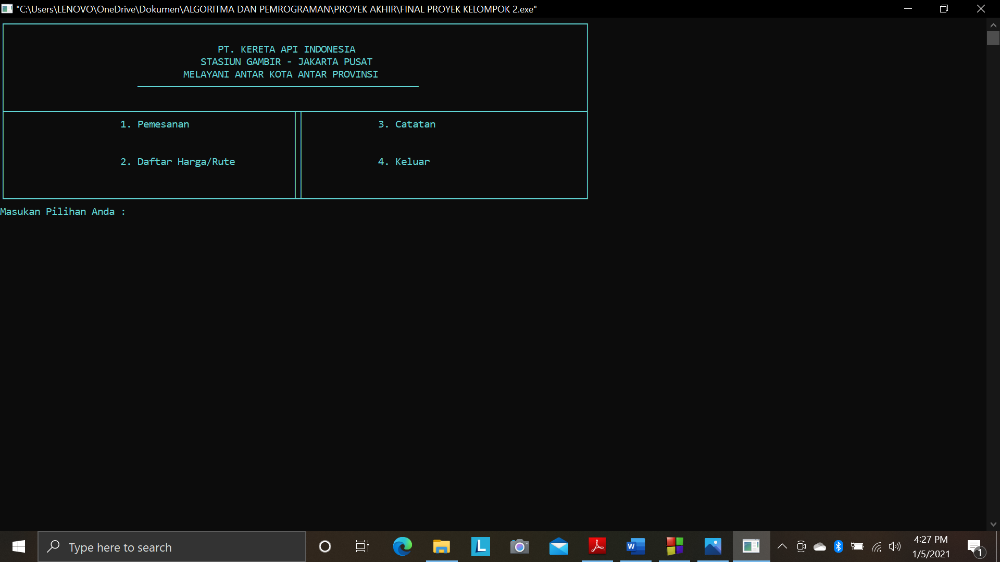 "C:\Users\LENOVO\OneDrive\Dokumen\ALGORITMA DAN PEMROGRAMAN\PROYEK AKHIR\FINAL PROYEK KELOMPOK 2.exe"
PT. KERETA API INDONESIA
STASIUN GAMBIR - JAKARTA PUSAT
MELAYANI ANTAR KOTA ANTAR PROVINSI
1. Pemesanan
3. Catatan
2. Daftar Harga/Rute
4. Keluar
Masukan Pilihan Anda :
Type here to search
L
W
4:27 PM
1/5/2021
1